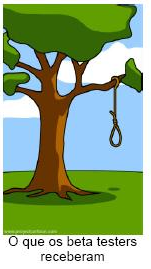 www.projectcartoon.com
O que os beta testers
receberam